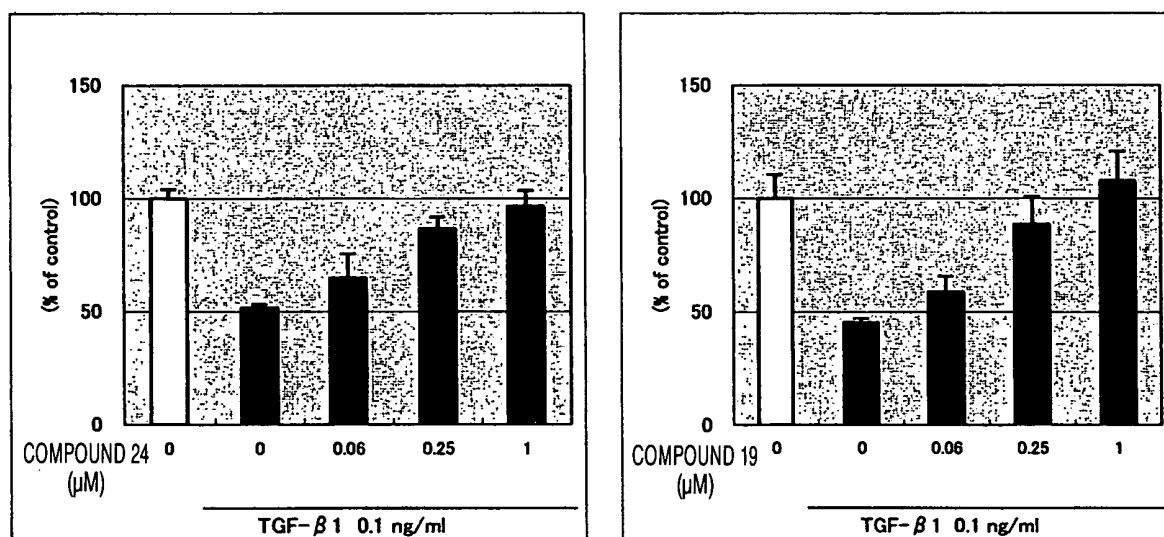 150
100
50
0
(% of control)
COMPOUND 24
(µM)
0 0 0.06 0.25 1
TGF-β1 0.1 ng/ml
150
100
50
0
(% of control)
COMPOUND 19
(µM)
0 0 0.06 0.25 1
TGF-β1 0.1 ng/ml